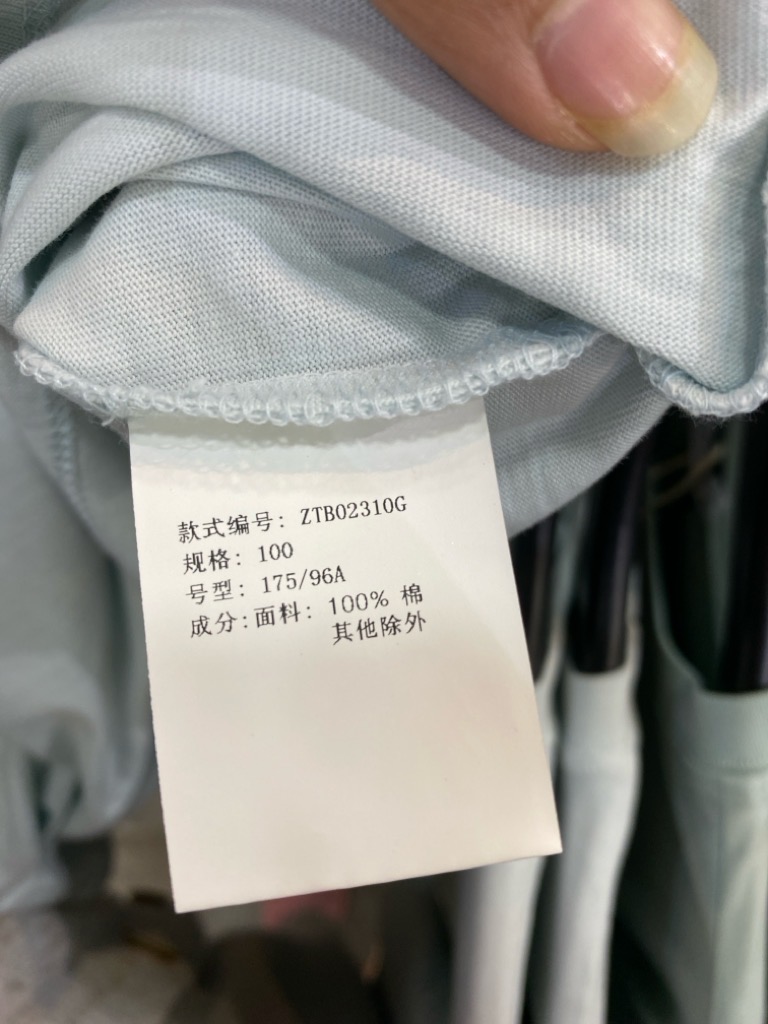 款式编号: ZTB02310G
规格: 100
号型: 175/96A
成分:面料: 100% 棉
其他除外